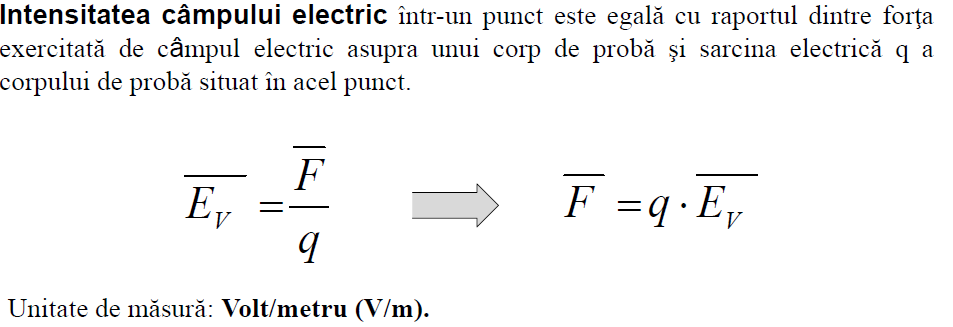 Intensitatea câmpului electric într-un punct este egală cu raportul dintre forţa
exercitată de câmpul electric asupra unui corp de probă şi sarcina electrică q a
corpului de probă situat în acel punct.
$\overline{E_V} = \frac{\overline{F}}{q}$ $\overline{F} = q \cdot \overline{E_V}$
Unitate de măsură: Volt/metru (V/m).